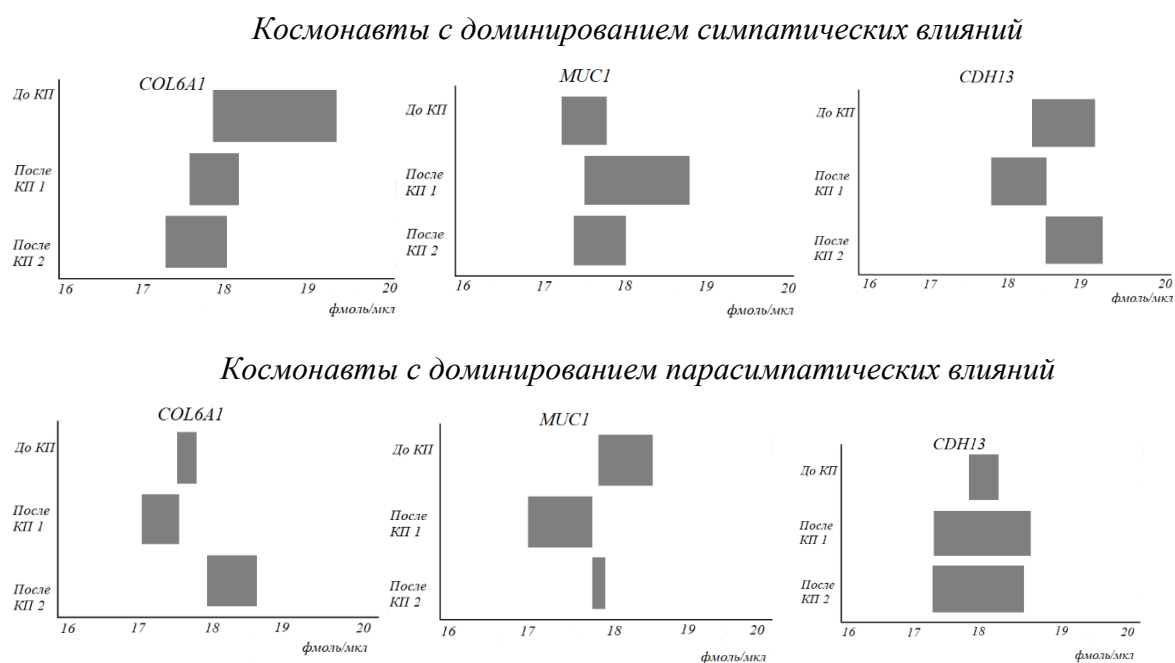 Космонавты с доминированием симпатических влияний
COL6A1
До КП
После
КП 1
После
КП 2
16 17 18 19 20
фмоль/мкл
MUC1
До КП
После
КП 1
После
КП 2
16 17 18 19 20
фмоль/мкл
CDH13
До КП
После
КП 1
После
КП 2
16 17 18 19 20
фмоль/мкл
Космонавты с доминированием парасимпатических влияний
COL6A1
До КП
После
КП 1
После
КП 2
16 17 18 19 20
фмоль/мкл
MUC1
До КП
После
КП 1
После
КП 2
16 17 18 19 20
фмоль/мкл
CDH13
До КП
После
КП 1
После
КП 2
16 17 18 19 20
фмоль/мкл